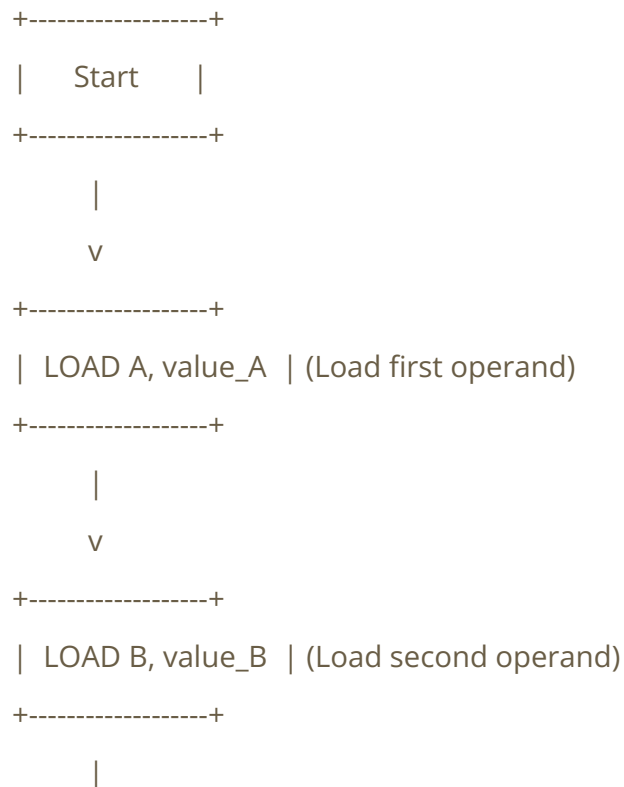 +-------------------+
|      Start       |
+-------------------+
|
v
+-------------------+
|  LOAD A, value_A  | (Load first operand)
+-------------------+
|
v
+-------------------+
|  LOAD B, value_B  | (Load second operand)
+-------------------+
|